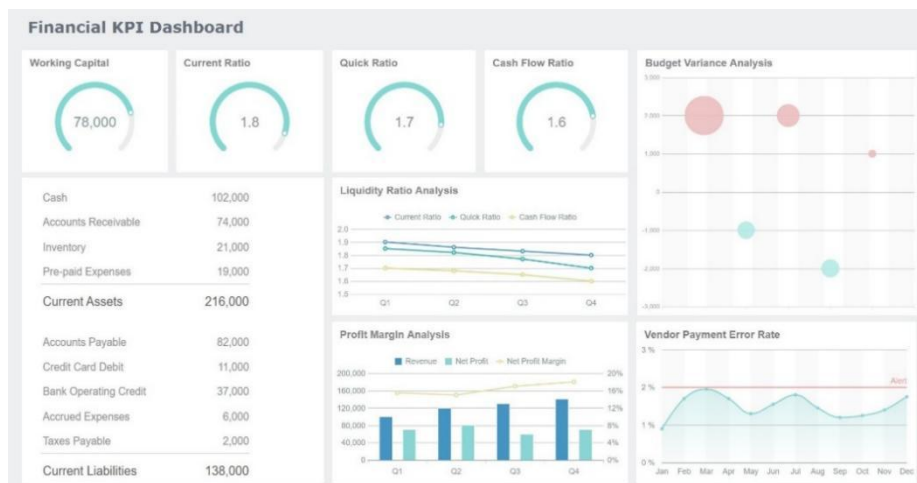 Financial KPI Dashboard
Working Capital
78,000
Current Ratio
1.8
Quick Ratio
1.7
Cash Flow Ratio
1.6
Budget Variance Analysis
3,000
2,000
1,000
0
-1,000
-2,000
-3,000
Cash 102,000
Accounts Receivable 74,000
Inventory 21,000
Pre-paid Expenses 19,000
Current Assets 216,000
Accounts Payable 82,000
Credit Card Debit 11,000
Bank Operating Credit 37,000
Accrued Expenses 6,000
Taxes Payable 2,000
Current Liabilities 138,000
Liquidity Ratio Analysis
Current Ratio Quick Ratio Cash Flow Ratio
2.0
1.9
1.8
1.7
1.6
Q1 Q2 Q3 Q4
Profit Margin Analysis
Revenue Net Profit Net Profit Margin
200,000 20%
160,000 16%
120,000 12%
80,000 8%
40,000 4%
0 0%
Q1 Q2 Q3 Q4
Vendor Payment Error Rate
3 %
Alert
2 %
1 %
0 %
Jan Feb Mar Apr May Jun Jul Aug Sep Oct Nov Dec